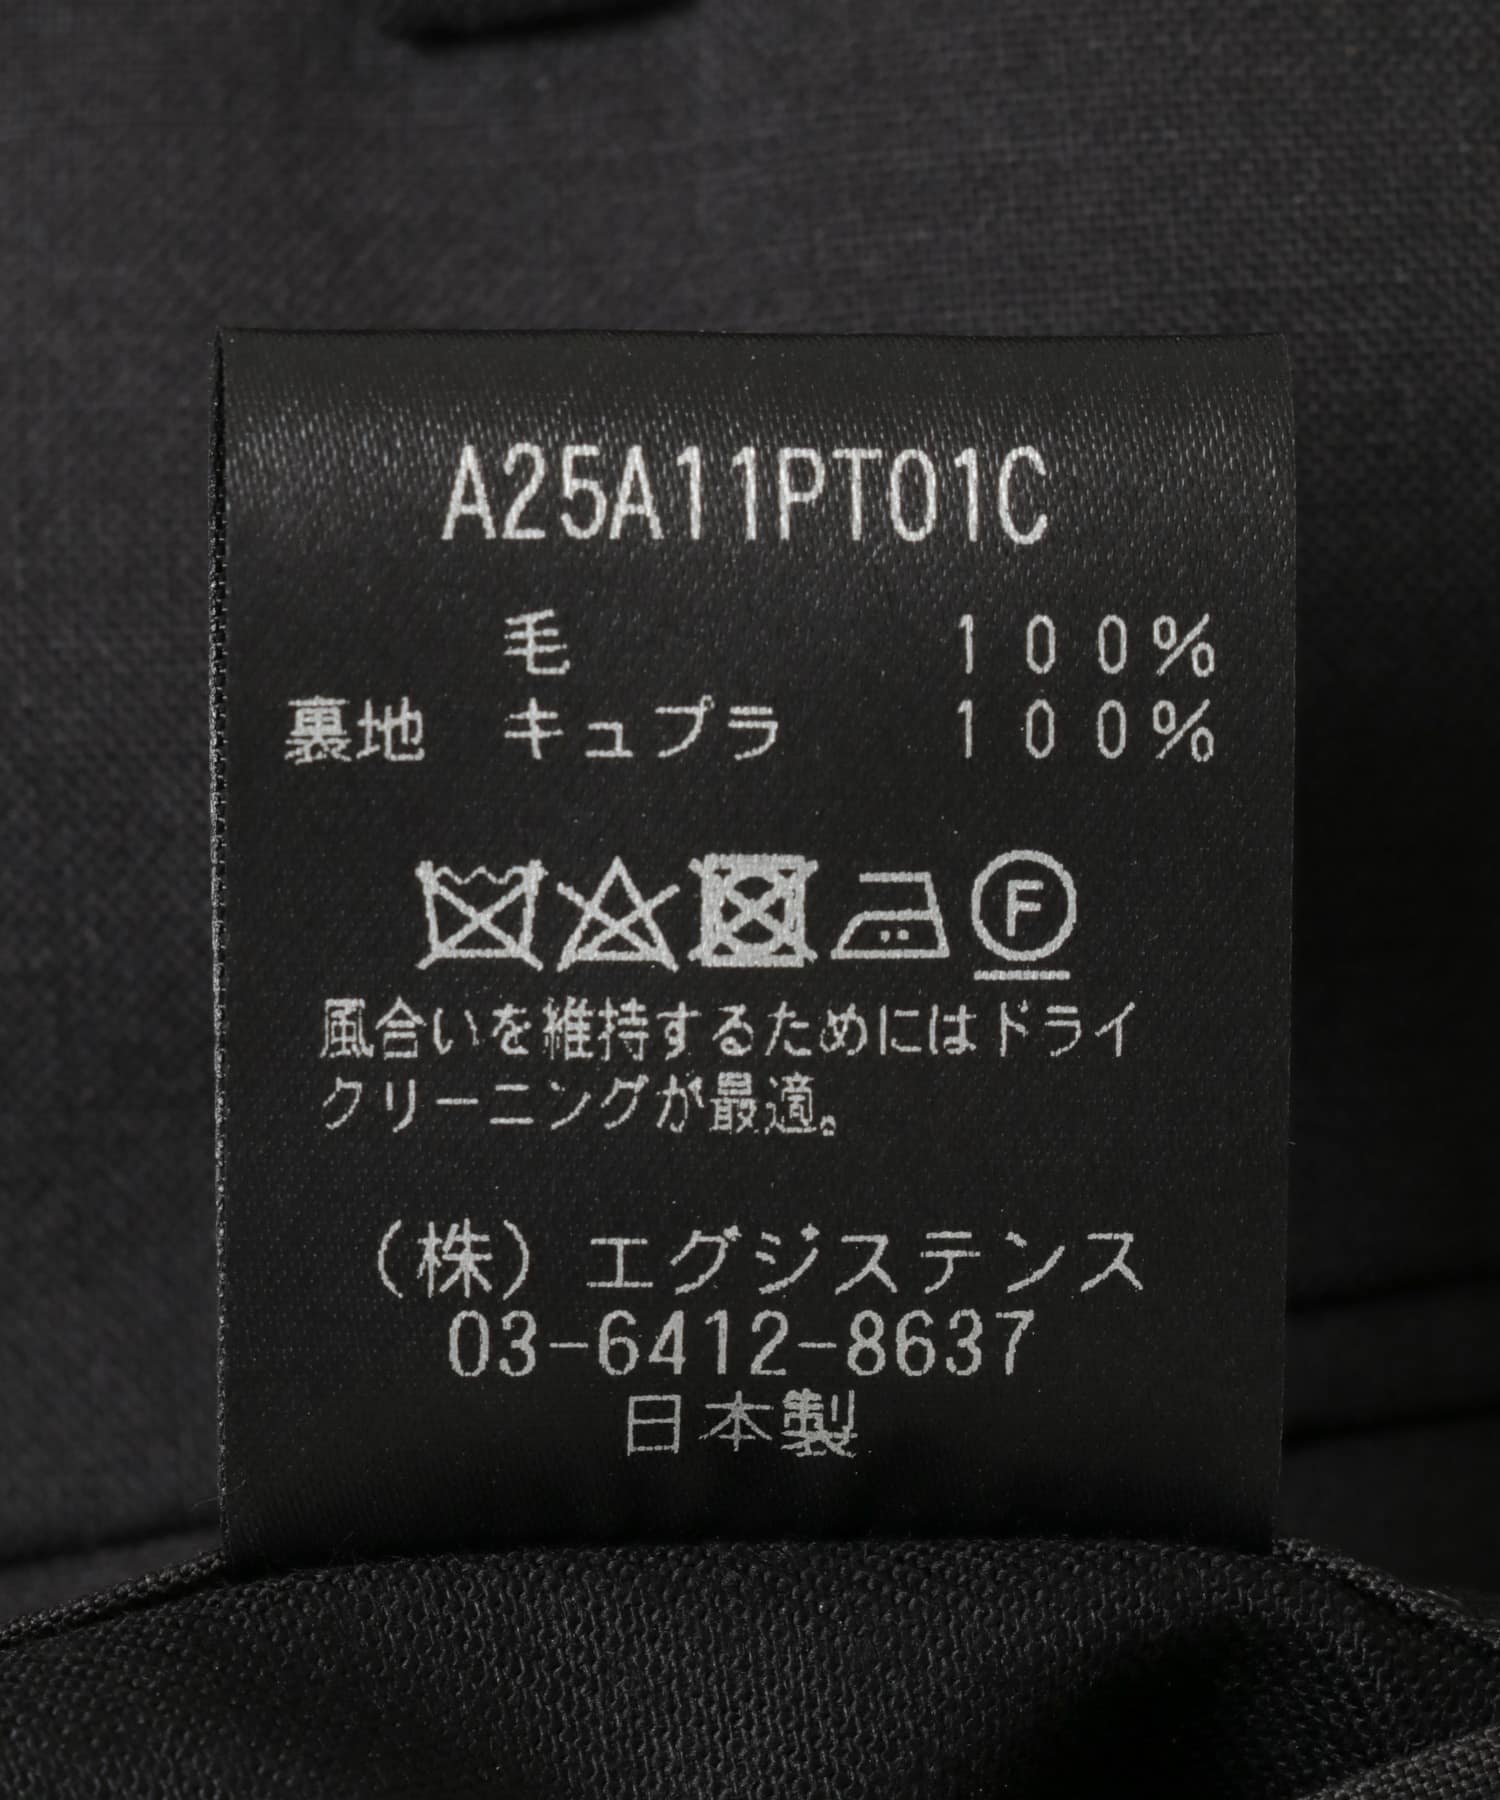 A25A11PT01C
毛 100%
裏地 キュプラ 100%
F
風合いを維持するためにはドライ
クリーニングが最適。
(株) エグジステンス
03-6412-8637
日本製